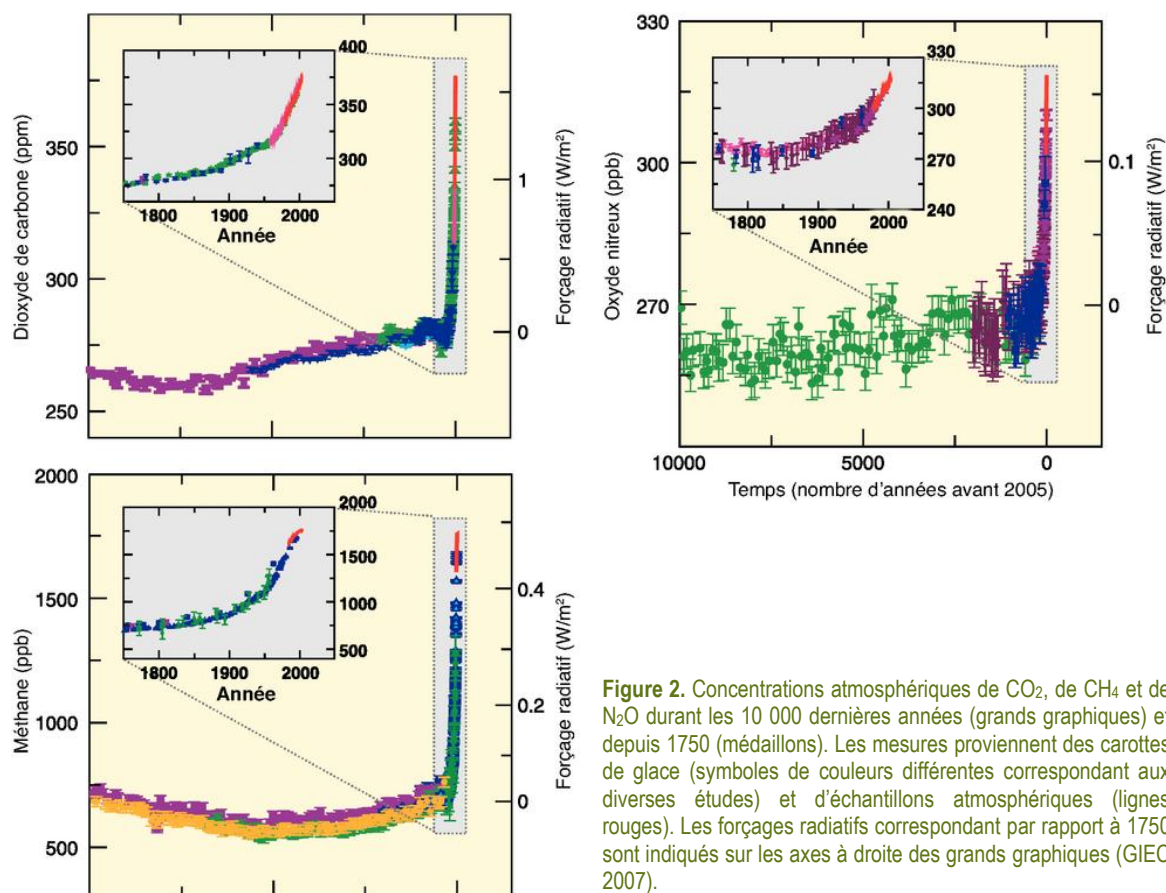 Dioxyde de carbone (ppm)
350
300
250
400
350
300
1800 1900 2000
Année
1
0
Forçage radiatif (W/m²)
Oxyde nitreux (ppb)
330
300
270
330
300
270
240
1800 1900 2000
Année
0.1
0
Forçage radiatif (W/m²)
10000 5000 0
Temps (nombre d'années avant 2005)
Méthane (ppb)
2000
1500
1000
500
2000
1500
1000
500
1800 1900 2000
Année
0.4
0.2
0
Forçage radiatif (W/m²)
Figure 2. Concentrations atmosphériques de CO₂, de CH₄ et de
N₂O durant les 10 000 dernières années (grands graphiques) et
depuis 1750 (médaillons). Les mesures proviennent des carottes
de glace (symboles de couleurs différentes correspondant aux
diverses études) et d'échantillons atmosphériques (lignes
rouges). Les forçages radiatifs correspondant par rapport à 1750
sont indiqués sur les axes à droite des grands graphiques (GIEC
2007).